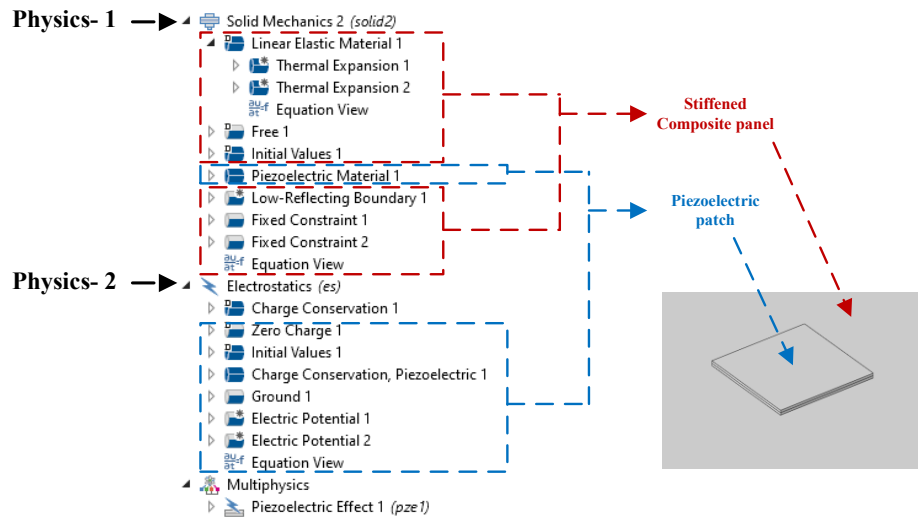 Physics- 1
Solid Mechanics 2 (solid2)
Linear Elastic Material 1
Thermal Expansion 1
Thermal Expansion 2
Equation View
Free 1
Initial Values 1
Piezoelectric Material 1
Low-Reflecting Boundary 1
Fixed Constraint 1
Fixed Constraint 2
Equation View
Physics- 2
Electrostatics (es)
Charge Conservation 1
Zero Charge 1
Initial Values 1
Charge Conservation, Piezoelectric 1
Ground 1
Electric Potential 1
Electric Potential 2
Equation View
Multiphysics
Piezoelectric Effect 1 (pze1)
Stiffened
Composite panel
Piezoelectric
patch